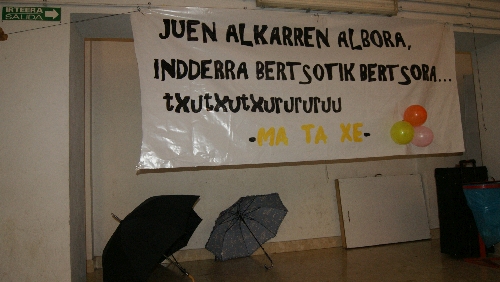 IRTEERA
SALIDA
JUEN ALKARREN ALBORA,
INDDERRA BERTSOTIK BERTSORA...
txutxutxurururuu
-MA TA XE-